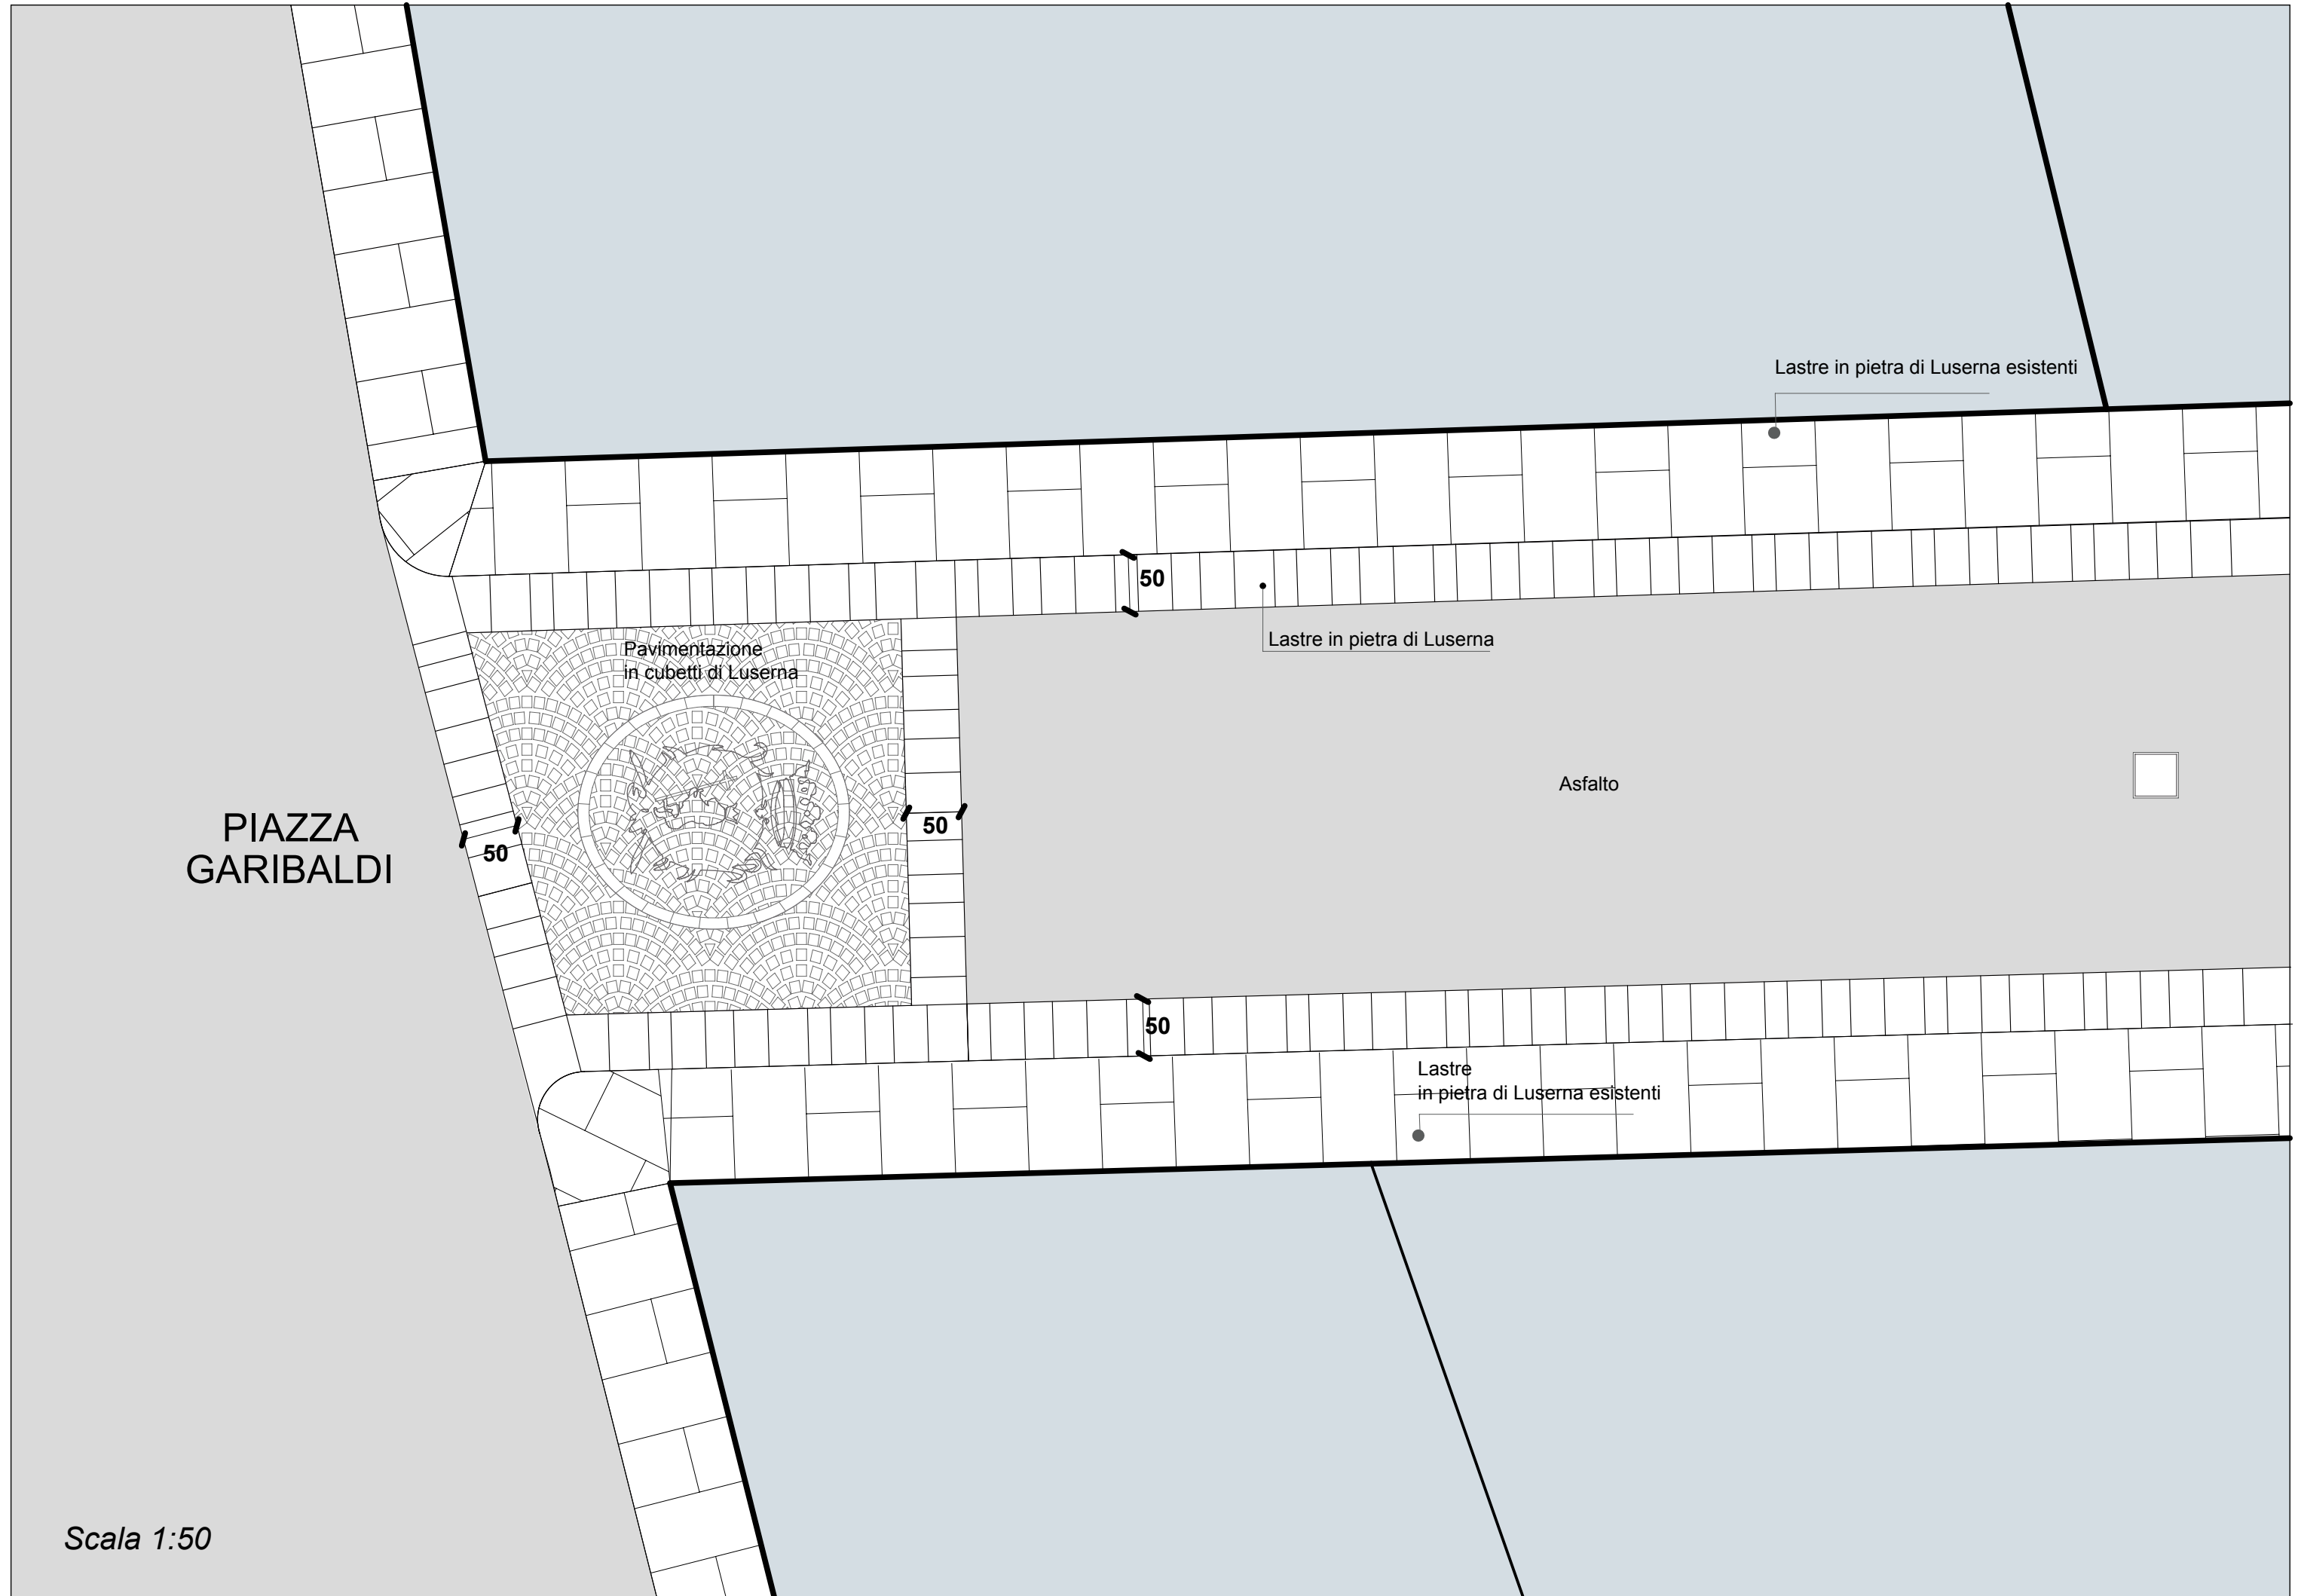 Lastre in pietra di Luserna esistenti
50
Lastre in pietra di Luserna
Pavimentazione
in cubetti di Luserna
Asfalto
PIAZZA
GARIBALDI
50
50
50
Lastre
in pietra di Luserna esistenti
Scala 1:50